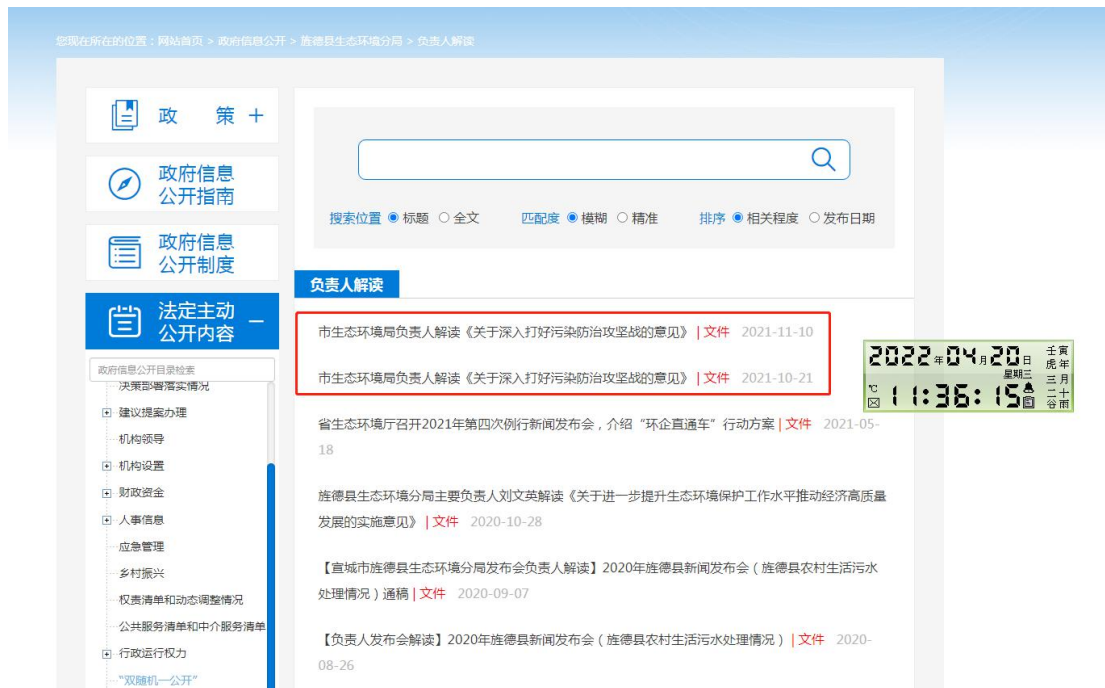 您现在所在的位置：网站首页 > 政府信息公开 > 旌德县生态环境分局 > 负责人解读
政 策 +
政府信息
公开指南
政府信息
公开制度
法定主动
公开内容
政府信息公开目录检索
决策部署落实情况
建议提案办理
机构领导
机构设置
财政资金
人事信息
应急管理
乡村振兴
权责清单和动态调整情况
公共服务清单和中介服务清单
行政运行权力
“双随机一公开”
搜索位置 标题 全文 匹配度 模糊 精准 排序 相关程度 发布日期
负责人解读
市生态环境局负责人解读《关于深入打好污染防治攻坚战的意见》 | 文件 2021-11-10
市生态环境局负责人解读《关于深入打好污染防治攻坚战的意见》 | 文件 2021-10-21
省生态环境厅召开2021年第四次例行新闻发布会，介绍“环企直通车”行动方案 | 文件 2021-05-
18
旌德县生态环境分局主要负责人刘文英解读《关于进一步提升生态环境保护工作水平推动经济高质量
发展的实施意见》 | 文件 2020-10-28
【宣城市旌德县生态环境分局发布会负责人解读】2020年旌德县新闻发布会（旌德县农村生活污水
处理情况）通稿 | 文件 2020-09-07
【负责人发布会解读】2020年旌德县新闻发布会（旌德县农村生活污水处理情况） | 文件 2020-
08-26
2022年04月20日 壬寅
虎年
星期三 三月
℃ 11:36:15 二十
谷雨